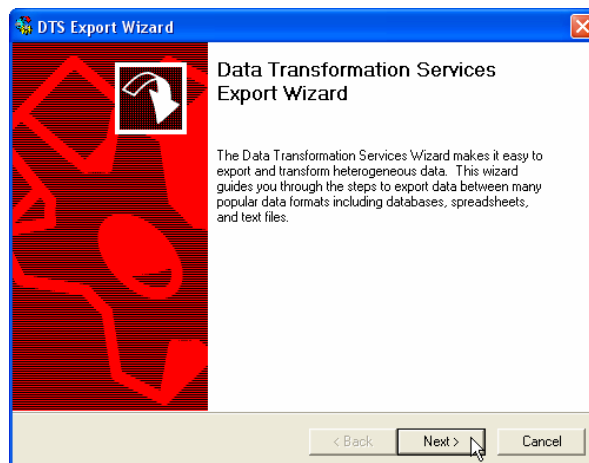 DTS Export Wizard
Data Transformation Services
Export Wizard
The Data Transformation Services Wizard makes it easy to
export and transform heterogeneous data. This wizard
guides you through the steps to export data between many
popular data formats including databases, spreadsheets,
and text files.
< Back
Next >
Cancel